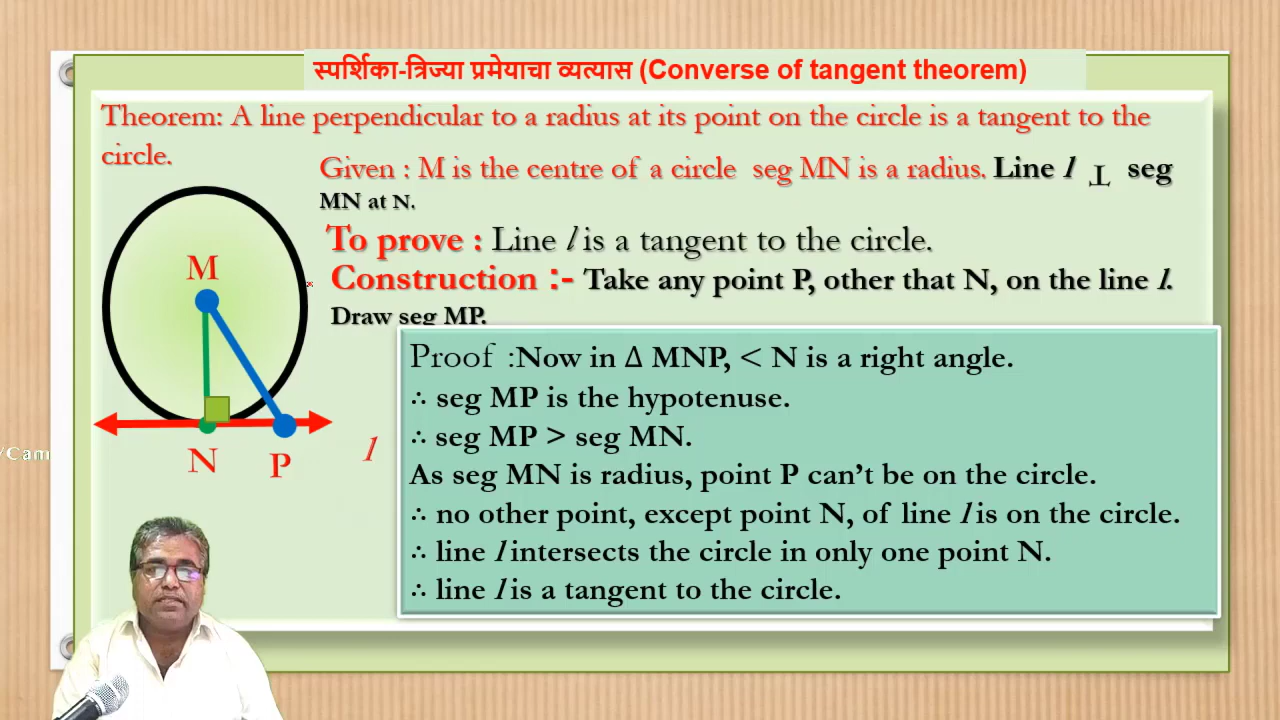 स्पर्शिका-त्रिज्या प्रमेयाचा व्यत्यास (Converse of tangent theorem)
Theorem: A line perpendicular to a radius at its point on the circle is a tangent to the
circle.
Given : M is the centre of a circle seg MN is a radius. Line l ⊥ seg
MN at N.
To prove : Line l is a tangent to the circle.
Construction :- Take any point P, other that N, on the line l.
Draw seg MP.
M
N
P
l
Proof :Now in Δ MNP, < N is a right angle.
∴ seg MP is the hypotenuse.
∴ seg MP > seg MN.
As seg MN is radius, point P can't be on the circle.
∴ no other point, except point N, of line l is on the circle.
∴ line l intersects the circle in only one point N.
∴ line l is a tangent to the circle.
/Cam